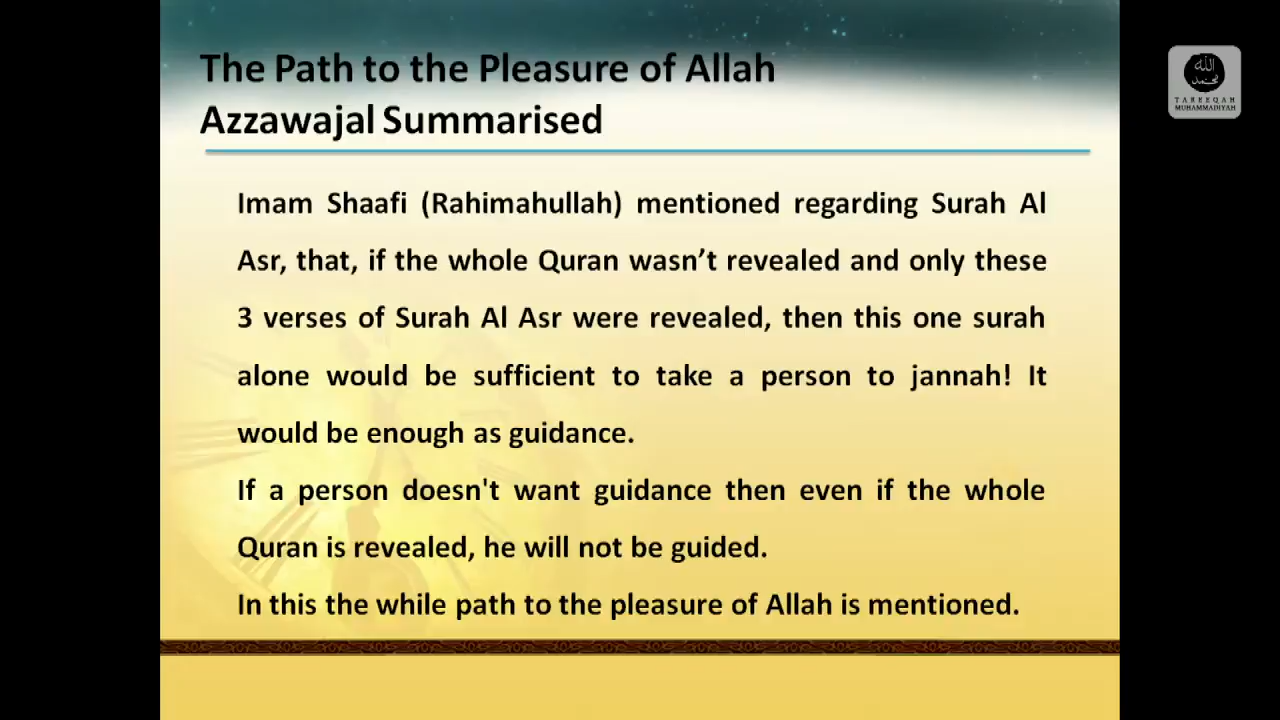 The Path to the Pleasure of Allah
Azzawajal Summarised
الله
محمد
TAREEQAH
MUHAMMADIYAH
Imam Shaafi (Rahimahullah) mentioned regarding Surah Al
Asr, that, if the whole Quran wasn’t revealed and only these
3 verses of Surah Al Asr were revealed, then this one surah
alone would be sufficient to take a person to jannah! It
would be enough as guidance.
If a person doesn't want guidance then even if the whole
Quran is revealed, he will not be guided.
In this the while path to the pleasure of Allah is mentioned.